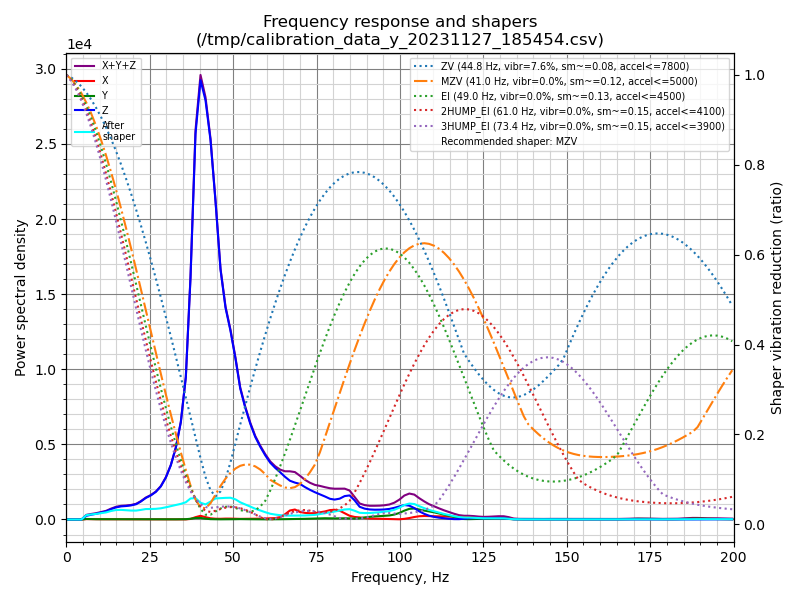 Frequency response and shapers
(/tmp/calibration_data_y_20231127_185454.csv)
1e4
X+Y+Z
X
Y
Z
After
shaper
ZV (44.8 Hz, vibr=7.6%, sm~=0.08, accel<=7800)
MZV (41.0 Hz, vibr=0.0%, sm~=0.12, accel<=5000)
EI (49.0 Hz, vibr=0.0%, sm~=0.13, accel<=4500)
2HUMP_EI (61.0 Hz, vibr=0.0%, sm~=0.15, accel<=4100)
3HUMP_EI (73.4 Hz, vibr=0.0%, sm~=0.15, accel<=3900)
Recommended shaper: MZV
Power spectral density
3.0
2.5
2.0
1.5
1.0
0.5
0.0
1.0
0.8
0.6
0.4
0.2
0.0
Shaper vibration reduction (ratio)
0 25 50 75 100 125 150 175 200
Frequency, Hz